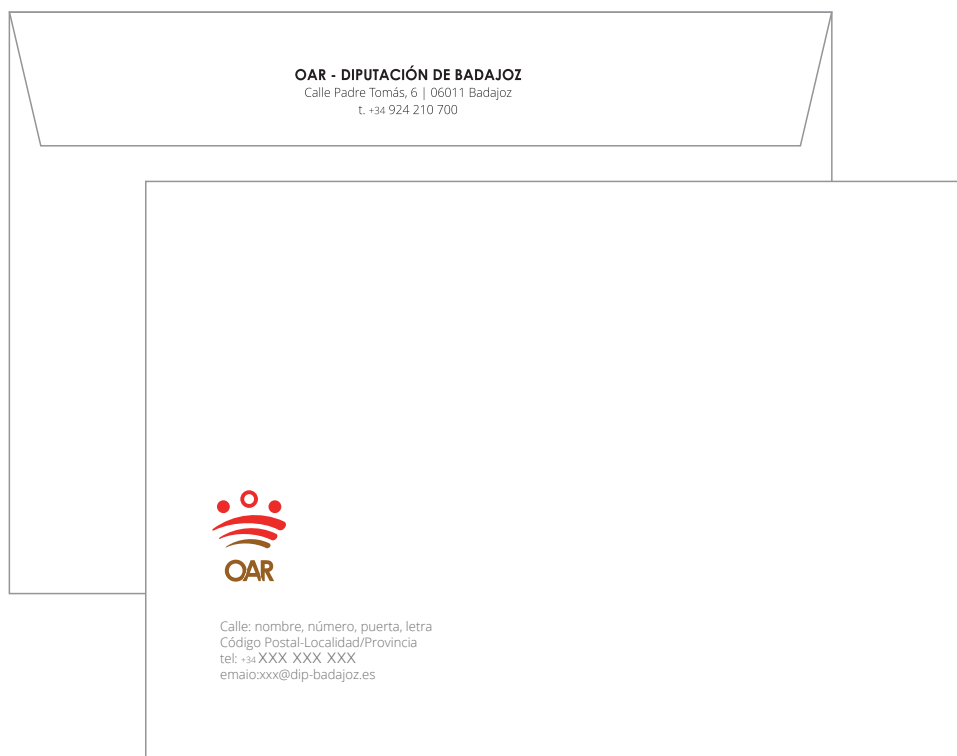 OAR - DIPUTACIÓN DE BADAJOZ
Calle Padre Tomás, 6 | 06011 Badajoz
t. +34 924 210 700
OAR
Calle: nombre, número, puerta, letra
Código Postal-Localidad/Provincia
tel: +34 XXX XXX XXX
emaio:xxx@dip-badajoz.es